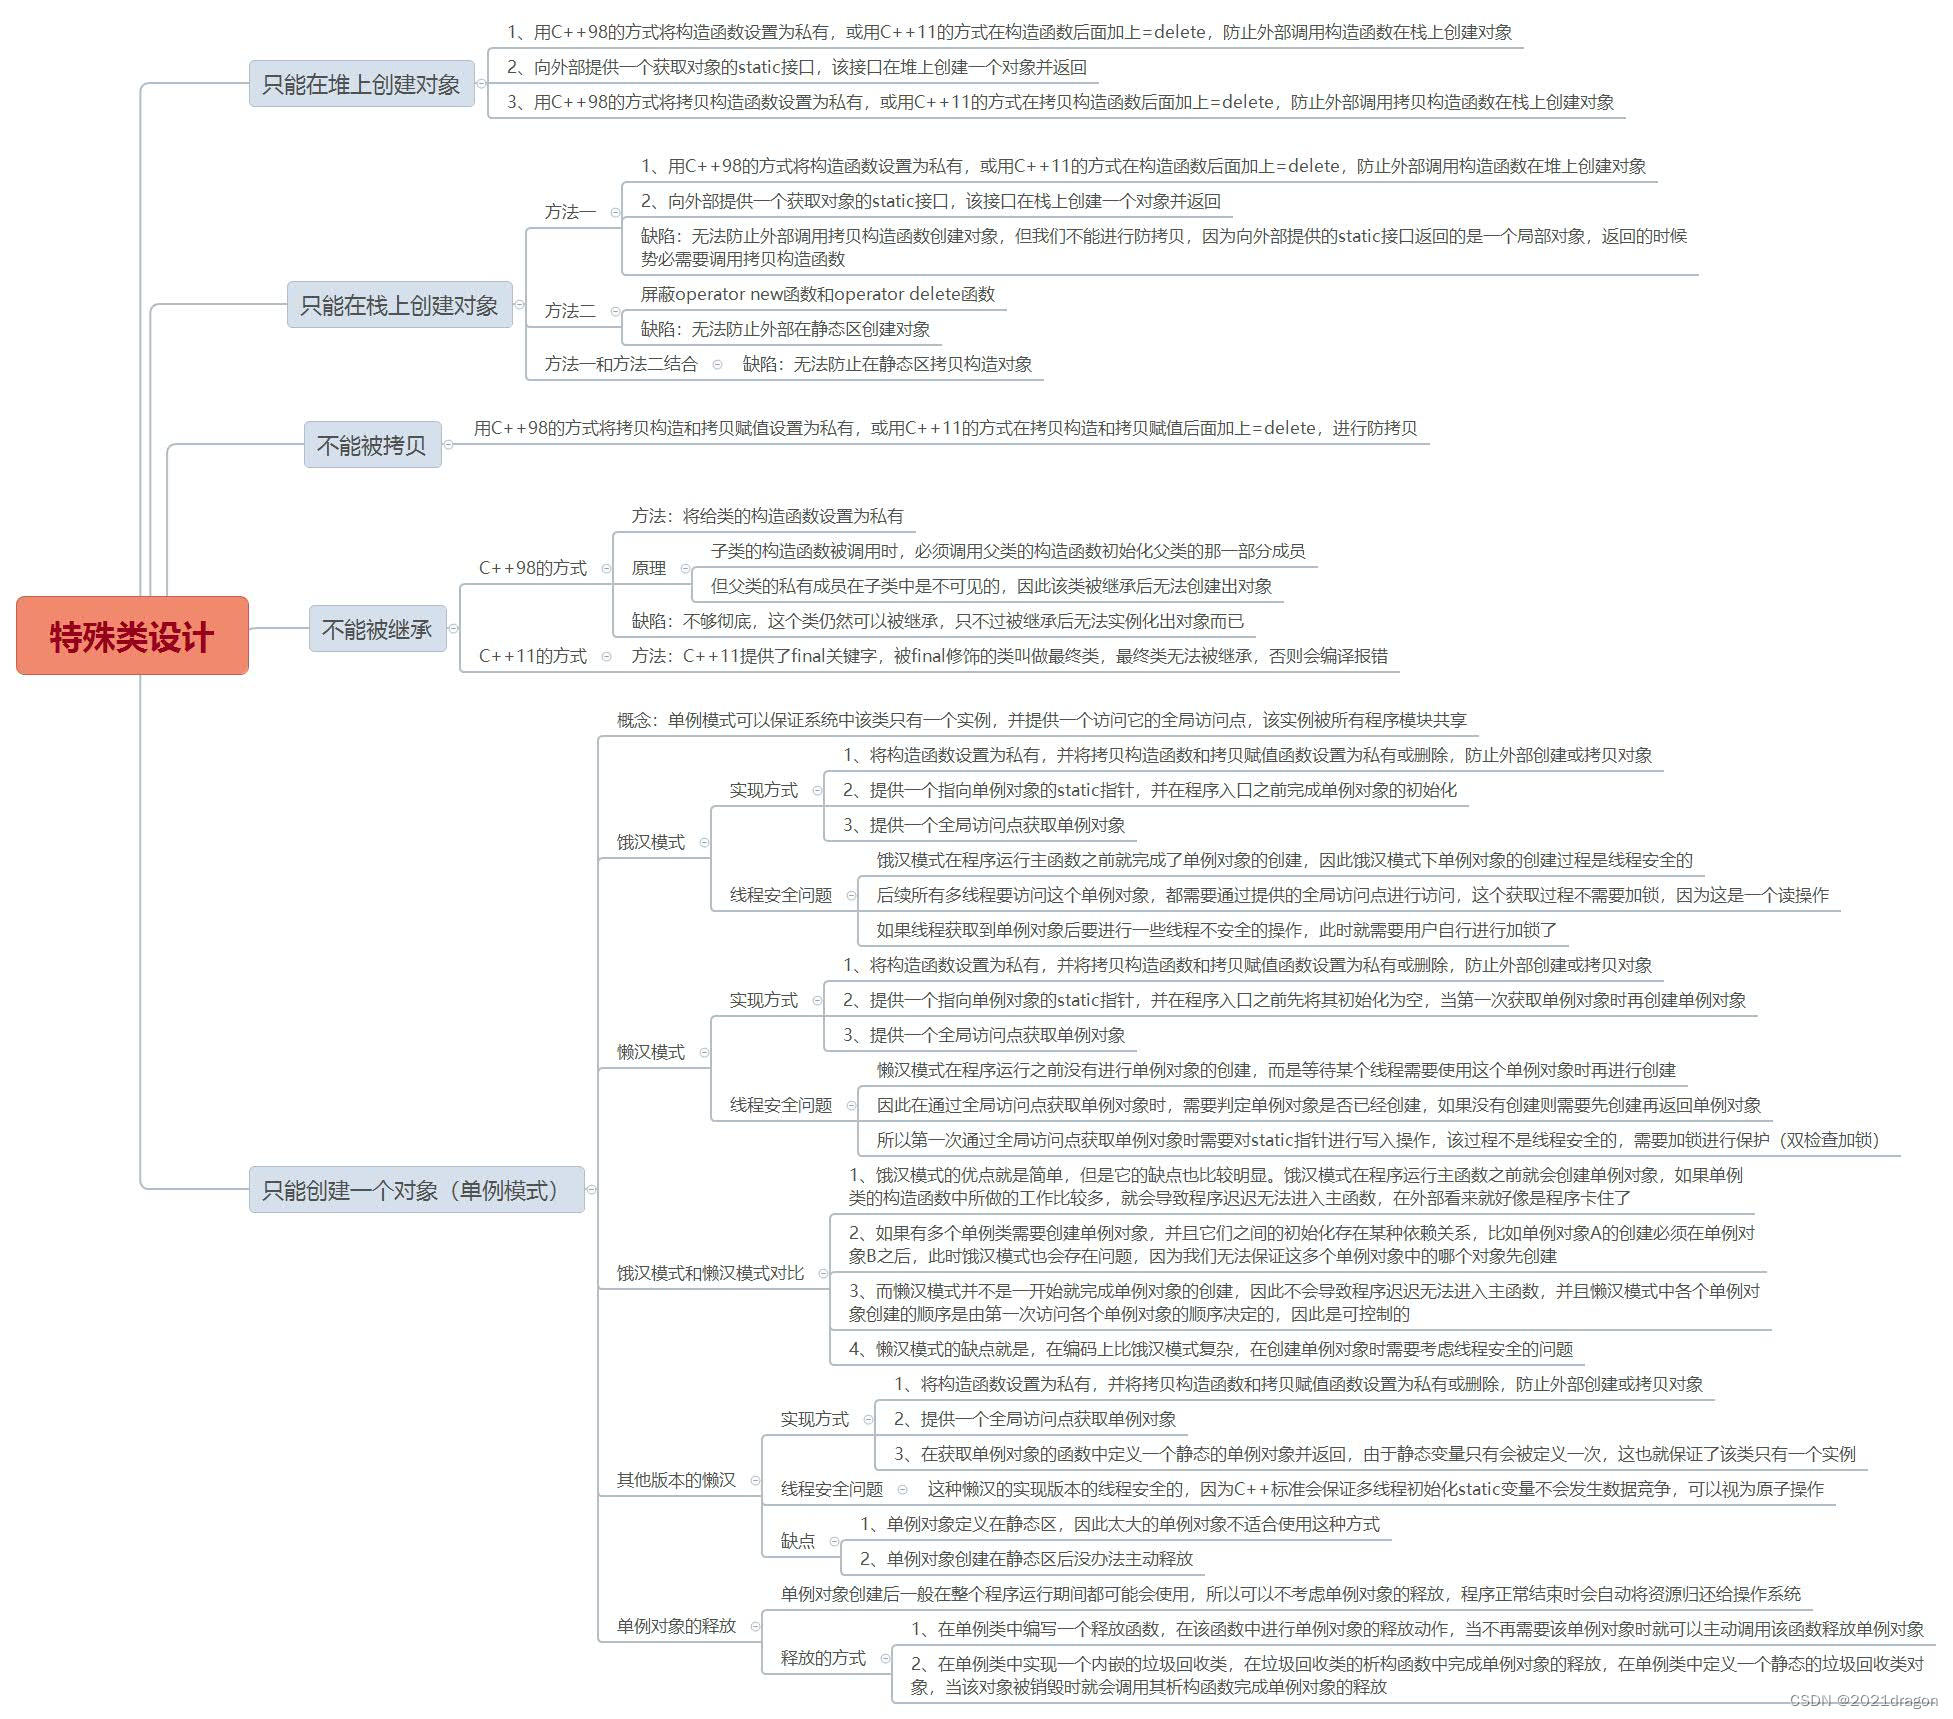 特殊类设计
只能在堆上创建对象
1、用C++98的方式将构造函数设置为私有，或用C++11的方式在构造函数后面加上=delete，防止外部调用构造函数在栈上创建对象
2、向外部提供一个获取对象的static接口，该接口在堆上创建一个对象并返回
3、用C++98的方式将拷贝构造函数设置为私有，或用C++11的方式在拷贝构造函数后面加上=delete，防止外部调用拷贝构造函数在栈上创建对象
只能在栈上创建对象
方法一
1、用C++98的方式将构造函数设置为私有，或用C++11的方式在构造函数后面加上=delete，防止外部调用构造函数在堆上创建对象
2、向外部提供一个获取对象的static接口，该接口在栈上创建一个对象并返回
缺陷：无法防止外部调用拷贝构造函数创建对象，但我们不能进行防拷贝，因为向外部提供的static接口返回的是一个局部对象，返回的时候
势必需要调用拷贝构造函数
方法二
屏蔽operator new函数和operator delete函数
缺陷：无法防止外部在静态区创建对象
方法一和方法二结合
缺陷：无法防止在静态区拷贝构造对象
不能被拷贝
用C++98的方式将拷贝构造和拷贝赋值设置为私有，或用C++11的方式在拷贝构造和拷贝赋值后面加上=delete，进行防拷贝
不能被继承
C++98的方式
方法：将给类的构造函数设置为私有
原理
子类的构造函数被调用时，必须调用父类的构造函数初始化父类的那一部分成员
但父类的私有成员在子类中是不可见的，因此该类被继承后无法创建出对象
缺陷：不够彻底，这个类仍然可以被继承，只不过被继承后无法实例化出对象而已
C++11的方式
方法：C++11提供了final关键字，被final修饰的类叫做最终类，最终类无法被继承，否则会编译报错
只能创建一个对象（单例模式）
概念：单例模式可以保证系统中该类只有一个实例，并提供一个访问它的全局访问点，该实例被所有程序模块共享
饿汉模式
实现方式
1、将构造函数设置为私有，并将拷贝构造函数和拷贝赋值函数设置为私有或删除，防止外部创建或拷贝对象
2、提供一个指向单例对象的static指针，并在程序入口之前完成单例对象的初始化
3、提供一个全局访问点获取单例对象
线程安全问题
饿汉模式在程序运行主函数之前就完成了单例对象的创建，因此饿汉模式下单例对象的创建过程是线程安全的
后续所有多线程要访问这个单例对象，都需要通过提供的全局访问点进行访问，这个获取过程不需要加锁，因为这是一个读操作
如果线程获取到单例对象后要进行一些线程不安全的操作，此时就需要用户自行进行加锁了
懒汉模式
实现方式
1、将构造函数设置为私有，并将拷贝构造函数和拷贝赋值函数设置为私有或删除，防止外部创建或拷贝对象
2、提供一个指向单例对象的static指针，并在程序入口之前先将其初始化为空，当第一次获取单例对象时再创建单例对象
3、提供一个全局访问点获取单例对象
线程安全问题
懒汉模式在程序运行之前没有进行单例对象的创建，而是等待某个线程需要使用这个单例对象时再进行创建
因此在通过全局访问点获取单例对象时，需要判定单例对象是否已经创建，如果没有创建则需要先创建再返回单例对象
所以第一次通过全局访问点获取单例对象时需要对static指针进行写入操作，该过程不是线程安全的，需要加锁进行保护（双检查加锁）
饿汉模式和懒汉模式对比
1、饿汉模式的优点就是简单，但是它的缺点也比较明显。饿汉模式在程序运行主函数之前就会创建单例对象，如果单例
类的构造函数中所做的工作比较多，就会导致程序迟迟无法进入主函数，在外部看来就好像是程序卡住了
2、如果有多个单例类需要创建单例对象，并且它们之间的初始化存在某种依赖关系，比如单例对象A的创建必须在单例对
象B之后，此时饿汉模式也会存在问题，因为我们无法保证这多个单例对象中的哪个对象先创建
3、而懒汉模式并不是一开始就完成单例对象的创建，因此不会导致程序迟迟无法进入主函数，并且懒汉模式中各个单例对
象创建的顺序是由第一次访问各个单例对象的顺序决定的，因此是可控制的
4、懒汉模式的缺点就是，在编码上比饿汉模式复杂，在创建单例对象时需要考虑线程安全的问题
其他版本的懒汉
实现方式
1、将构造函数设置为私有，并将拷贝构造函数和拷贝赋值函数设置为私有或删除，防止外部创建或拷贝对象
2、提供一个全局访问点获取单例对象
3、在获取单例对象的函数中定义一个静态的单例对象并返回，由于静态变量只有会被定义一次，这也就保证了该类只有一个实例
线程安全问题
这种懒汉的实现版本的线程安全的，因为C++标准会保证多线程初始化static变量不会发生数据竞争，可以视为原子操作
缺点
1、单例对象定义在静态区，因此太大的单例对象不适合使用这种方式
2、单例对象创建在静态区后没办法主动释放
单例对象的释放
单例对象创建后一般在整个程序运行期间都可能会使用，所以可以不考虑单例对象的释放，程序正常结束时会自动将资源归还给操作系统
释放的方式
1、在单例类中编写一个释放函数，在该函数中进行单例对象的释放动作，当不再需要该单例对象时就可以主动调用该函数释放单例对象
2、在单例类中实现一个内嵌的垃圾回收类，在垃圾回收类的析构函数中完成单例对象的释放，在单例类中定义一个静态的垃圾回收类对
象，当该对象被销毁时就会调用其析构函数完成单例对象的释放
CSDN @2021dragon